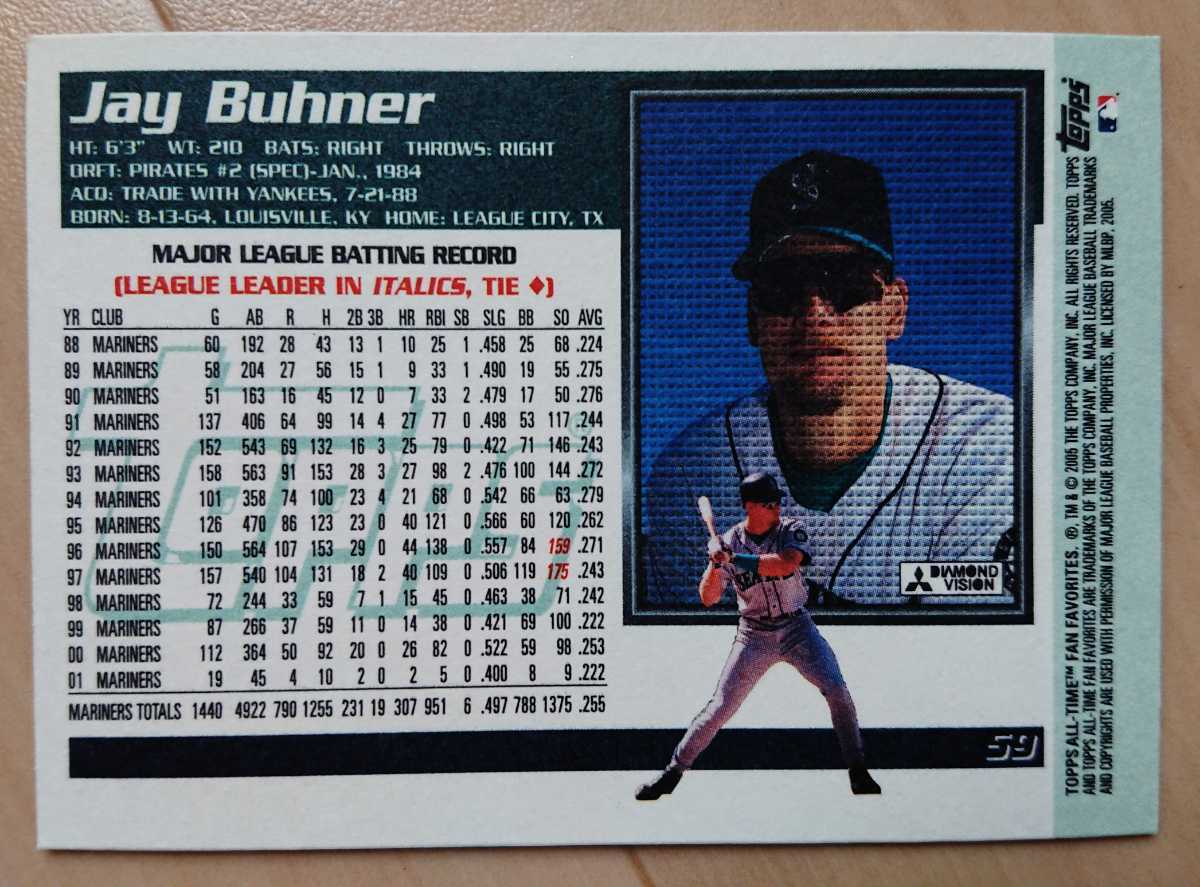 Jay Buhner
HT: 6'3" WT: 210 BATS: RIGHT THROWS: RIGHT
DRFT: PIRATES #2 (SPEC)-JAN., 1984
ACQ: TRADE WITH YANKEES, 7-21-88
BORN: 8-13-64, LOUISVILLE, KY HOME: LEAGUE CITY, TX
MAJOR LEAGUE BATTING RECORD
(LEAGUE LEADER IN ITALICS, TIE ♦)
YR CLUB G AB R H 2B 3B HR RBI SB SLG BB SO AVG
88 MARINERS 60 192 28 43 13 1 10 25 1 .458 25 68 .224
89 MARINERS 58 204 27 56 15 1 9 33 1 .490 19 55 .275
90 MARINERS 51 163 16 45 12 0 7 33 2 .479 17 50 .276
91 MARINERS 137 406 64 99 14 4 27 77 0 .498 53 117 .244
92 MARINERS 152 543 69 132 16 3 25 79 0 .422 71 146 .243
93 MARINERS 158 563 91 153 28 3 27 98 2 .476 100 144 .272
94 MARINERS 101 358 74 100 23 4 21 68 0 .542 66 63 .279
95 MARINERS 126 470 86 123 23 0 40 121 0 .566 60 120 .262
96 MARINERS 150 564 107 153 29 0 44 138 0 .557 84 159 .271
97 MARINERS 157 540 104 131 18 2 40 109 0 .506 119 175 .243
98 MARINERS 72 244 33 59 7 1 15 45 0 .463 38 71 .242
99 MARINERS 87 266 37 59 11 0 14 38 0 .421 69 100 .222
00 MARINERS 112 364 50 92 20 0 26 82 0 .522 59 98 .253
01 MARINERS 19 45 4 10 2 0 2 5 0 .400 8 9 .222
MARINERS TOTALS 1440 4922 790 1255 231 19 307 951 6 .497 788 1375 .255
Topps
DIAMOND
VISION
59
Topps
TOPPS ALL-TIME™ FAN FAVORITES. ®, TM & © 2005 THE TOPPS COMPANY, INC. ALL RIGHTS RESERVED. TOPPS
AND TOPPS ALL-TIME FAN FAVORITES ARE TRADEMARKS OF THE TOPPS COMPANY, INC. MAJOR LEAGUE BASEBALL TRADEMARKS
AND COPYRIGHTS ARE USED WITH PERMISSION OF MAJOR LEAGUE BASEBALL PROPERTIES, INC. LICENSED BY MLBP, 2005.